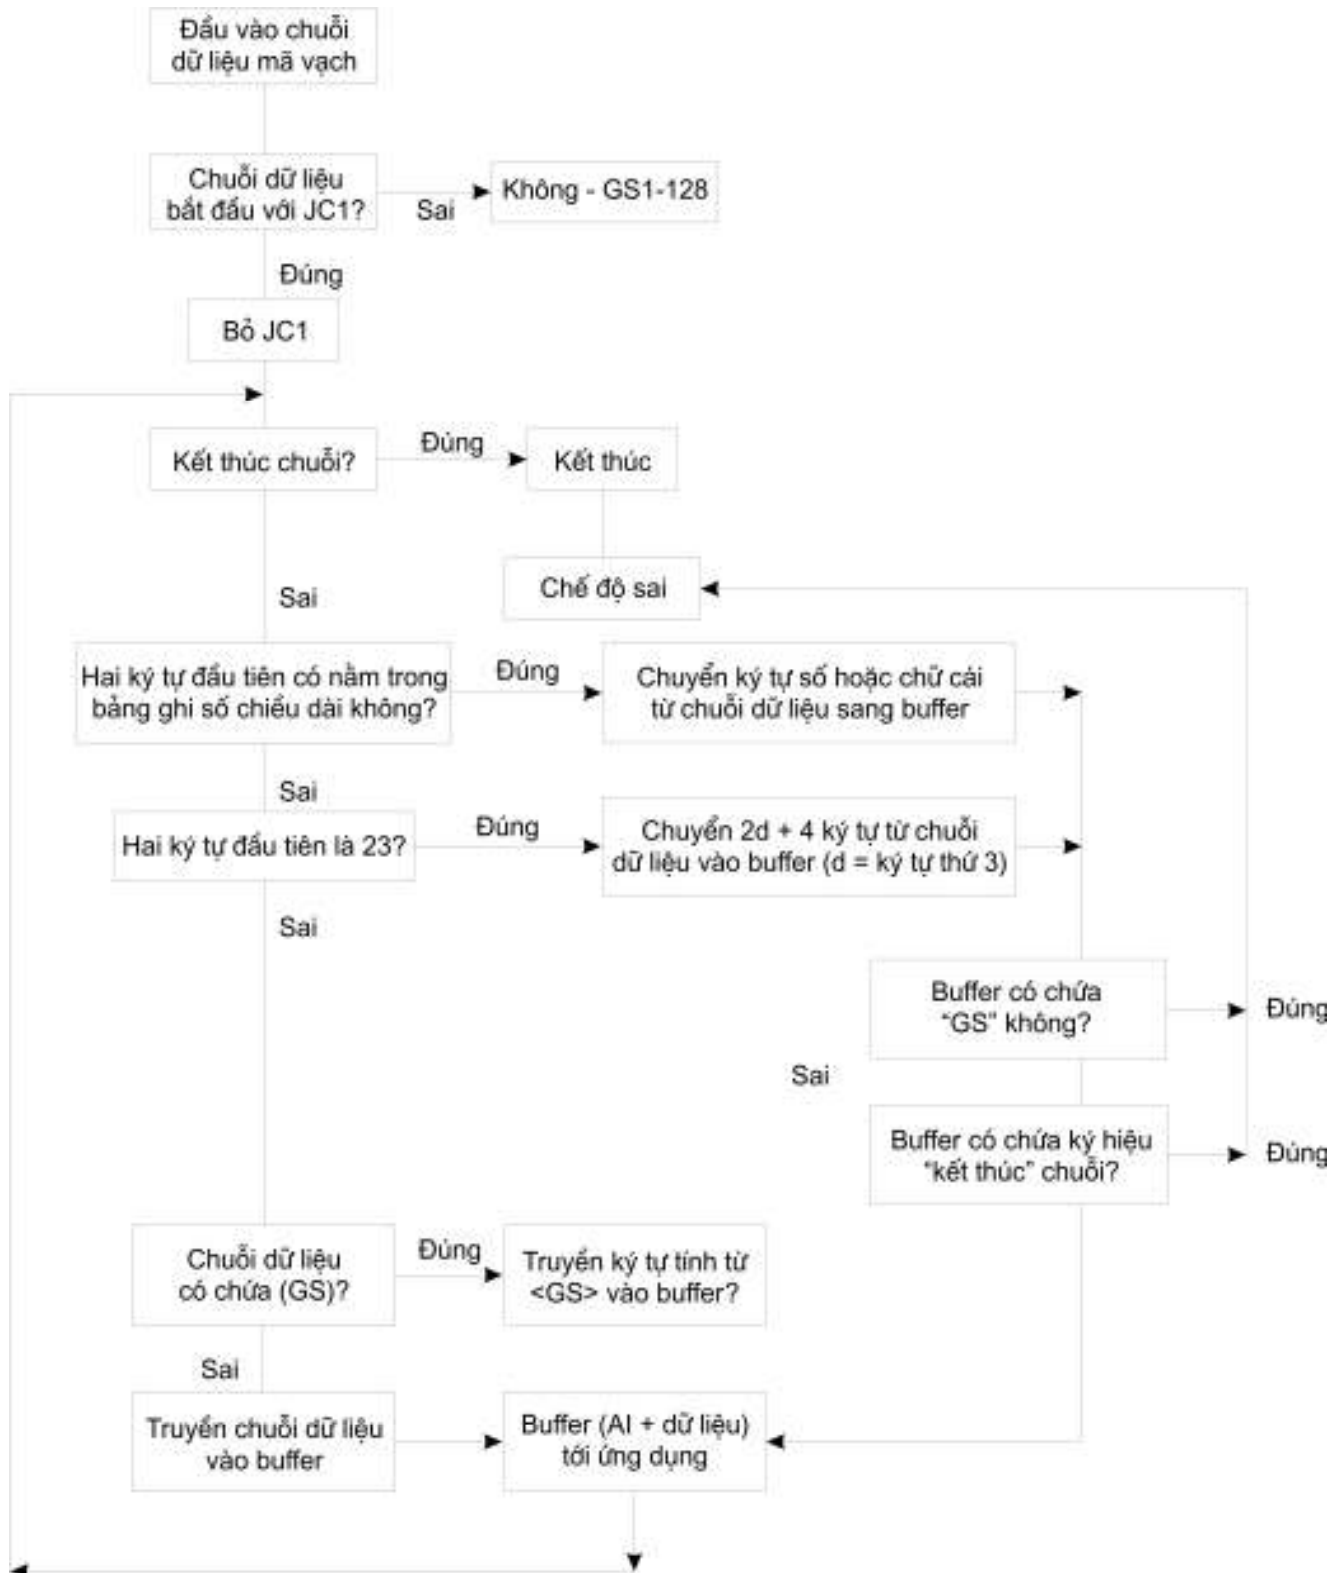 Đầu vào chuỗi
dữ liệu mã vạch
Chuỗi dữ liệu
bắt đầu với JC1?
Sai
Không - GS1-128
Đúng
Bỏ JC1
Kết thúc chuỗi?
Đúng
Kết thúc
Chế độ sai
Sai
Hai ký tự đầu tiên có nằm trong
bảng ghi số chiều dài không?
Đúng
Chuyển ký tự số hoặc chữ cái
từ chuỗi dữ liệu sang buffer
Sai
Hai ký tự đầu tiên là 23?
Đúng
Chuyển 2d + 4 ký tự từ chuỗi
dữ liệu vào buffer (d = ký tự thứ 3)
Sai
Buffer có chứa
“GS” không?
Đúng
Sai
Buffer có chứa ký hiệu
“kết thúc” chuỗi?
Đúng
Chuỗi dữ liệu
có chứa (GS)?
Đúng
Truyền ký tự tính từ
<GS> vào buffer?
Sai
Truyền chuỗi dữ liệu
vào buffer
Buffer (AI + dữ liệu)
tới ứng dụng